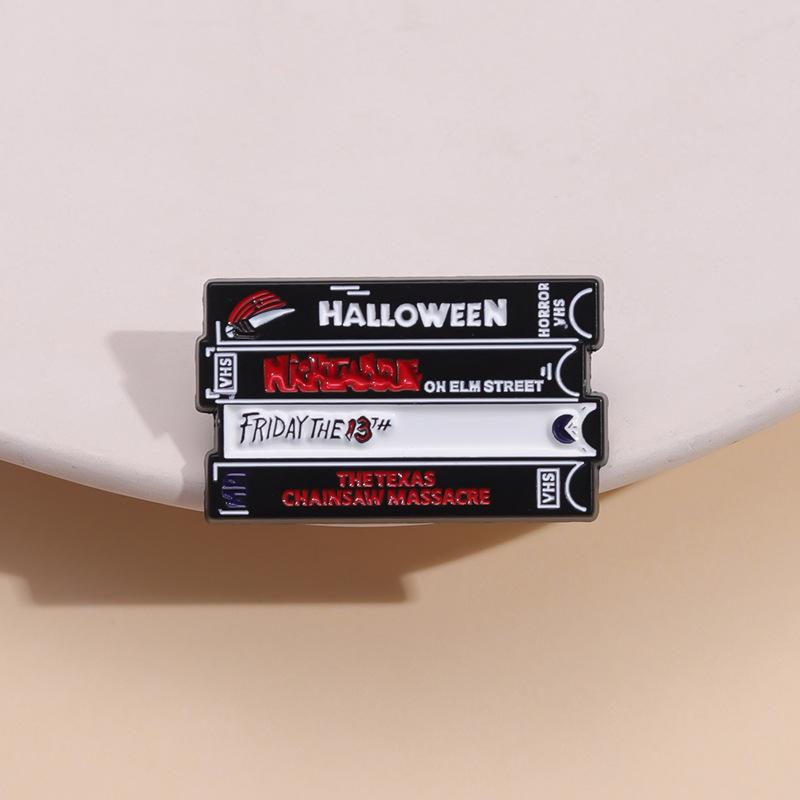 HALLOWEEN
HORROR
VHS
VHS
NIGHTMARE
ON ELM STREET
FRIDAY THE 13TH
THE TEXAS
CHAINSAW MASSACRE
VHS